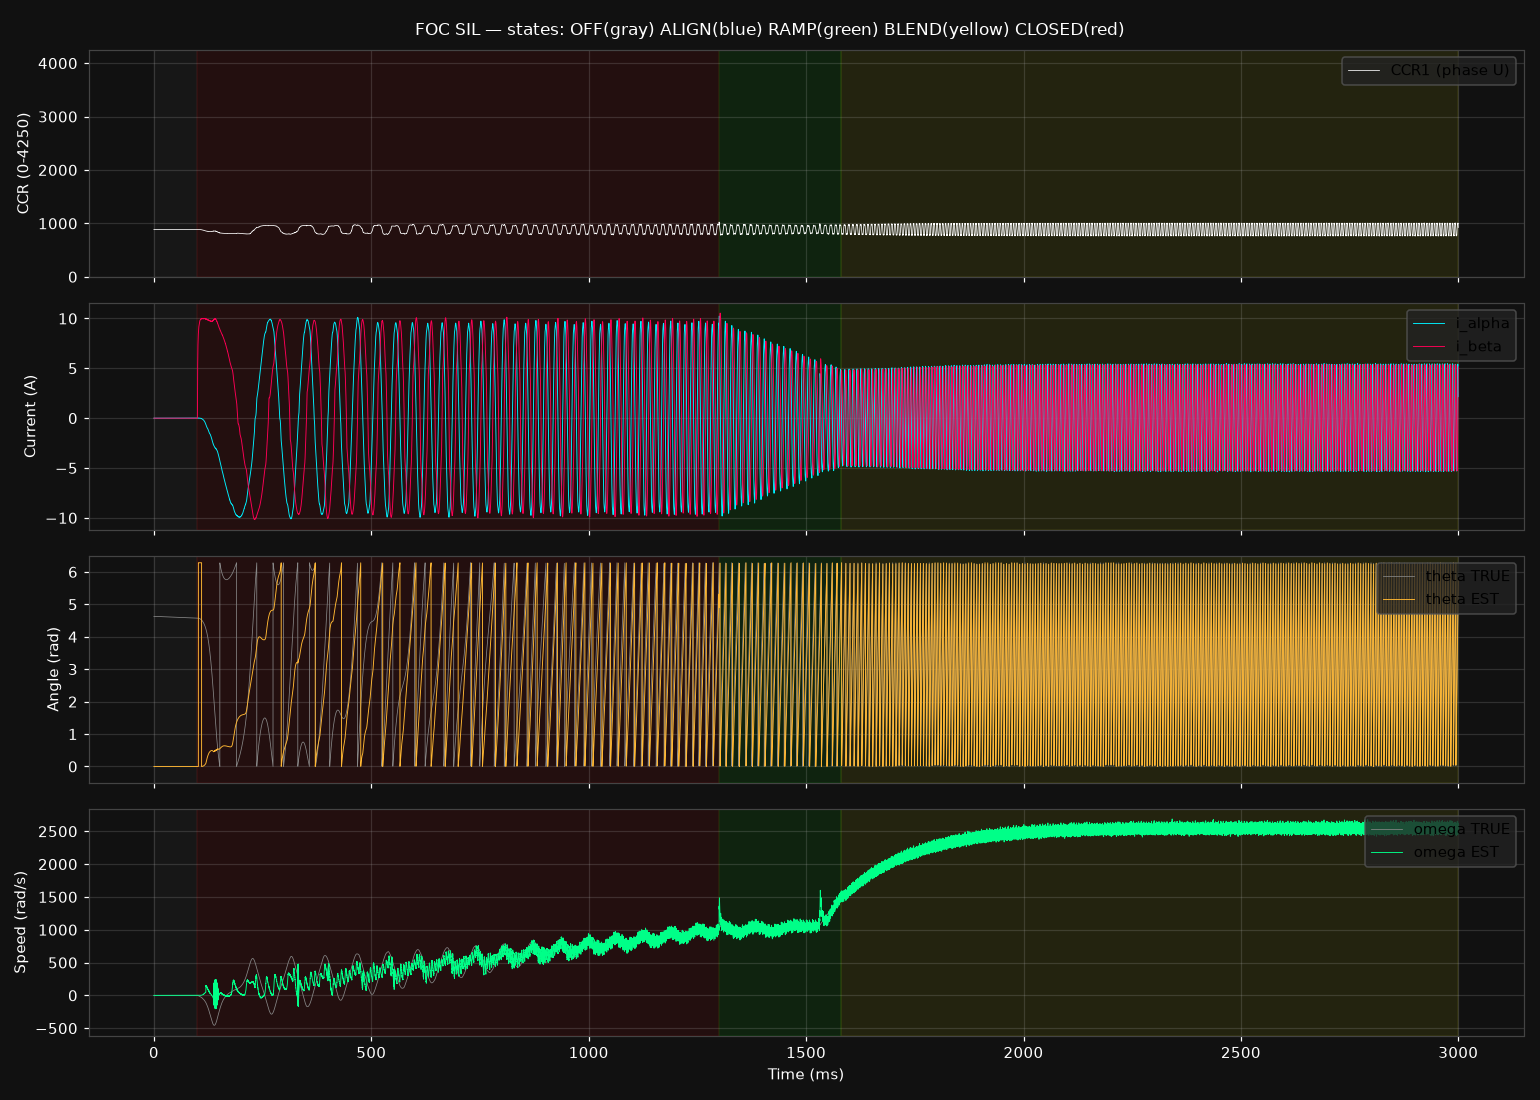 FOC SIL — states: OFF(gray) ALIGN(blue) RAMP(green) BLEND(yellow) CLOSED(red)
CCR (0-4250)
4000
3000
2000
1000
0
CCR1 (phase U)
Current (A)
10
5
0
−5
−10
i_alpha
i_beta
Angle (rad)
6
5
4
3
2
1
0
theta TRUE
theta EST
Speed (rad/s)
2500
2000
1500
1000
500
0
−500
omega TRUE
omega EST
0 500 1000 1500 2000 2500 3000
Time (ms)